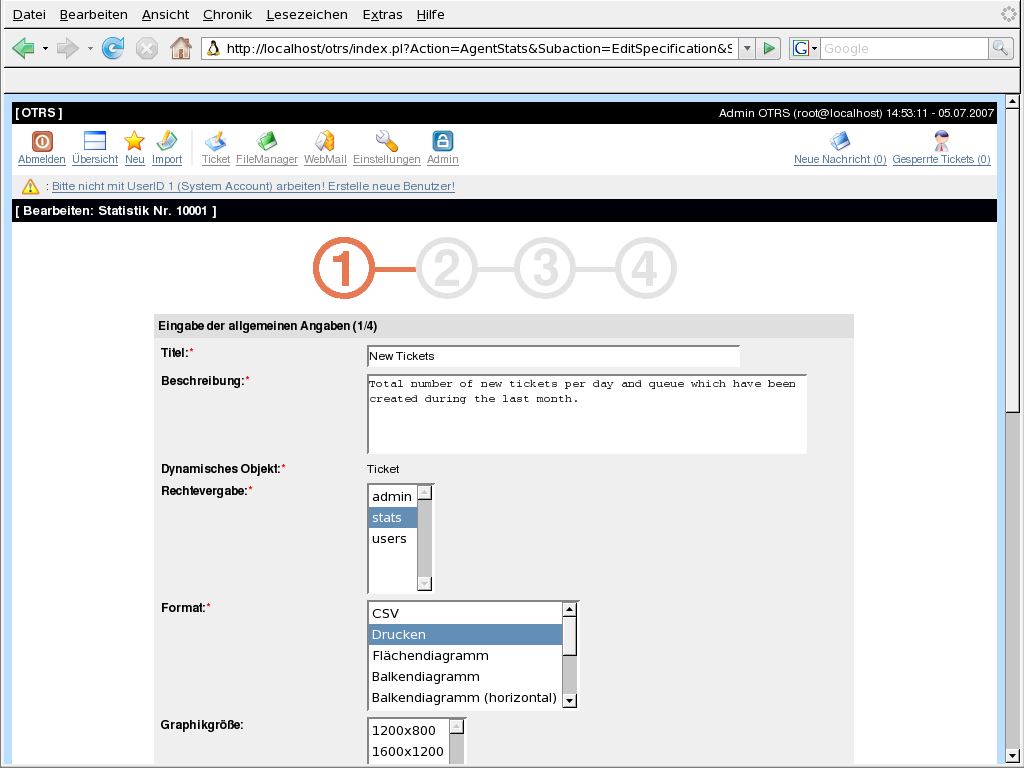 Datei Bearbeiten Ansicht Chronik Lesezeichen Extras Hilfe
http://localhost/otrs/index.pl?Action=AgentStats&Subaction=EditSpecification&S
G Google
[ OTRS ]
Admin OTRS (root@localhost) 14:53:11 - 05.07.2007
Abmelden Übersicht Neu Import Ticket FileManager WebMail Einstellungen Admin
Neue Nachricht (0) Gesperrte Tickets (0)
: Bitte nicht mit UserID 1 (System Account) arbeiten! Erstelle neue Benutzer!
[ Bearbeiten: Statistik Nr. 10001 ]
1 2 3 4
Eingabe der allgemeinen Angaben (1/4)
Titel:* New Tickets
Beschreibung:* Total number of new tickets per day and queue which have been
created during the last month.
Dynamisches Objekt:* Ticket
Rechtevergabe:* admin
stats
users
Format:* CSV
Drucken
Flächendiagramm
Balkendiagramm
Balkendiagramm (horizontal)
Graphikgröße: 1200x800
1600x1200